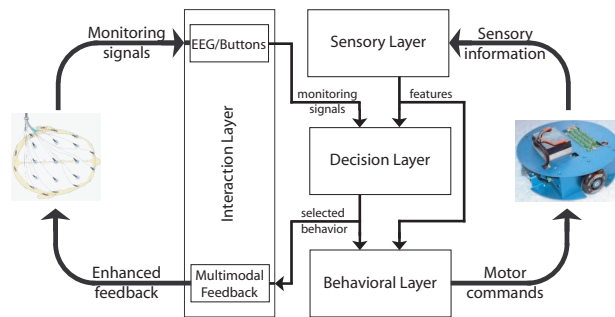 Monitoring
signals
EEG/Buttons
Sensory Layer
Sensory
information
monitoring
signals
features
Interaction Layer
Decision Layer
selected
behavior
Enhanced
feedback
Multimodal
Feedback
Behavioral Layer
Motor
commands